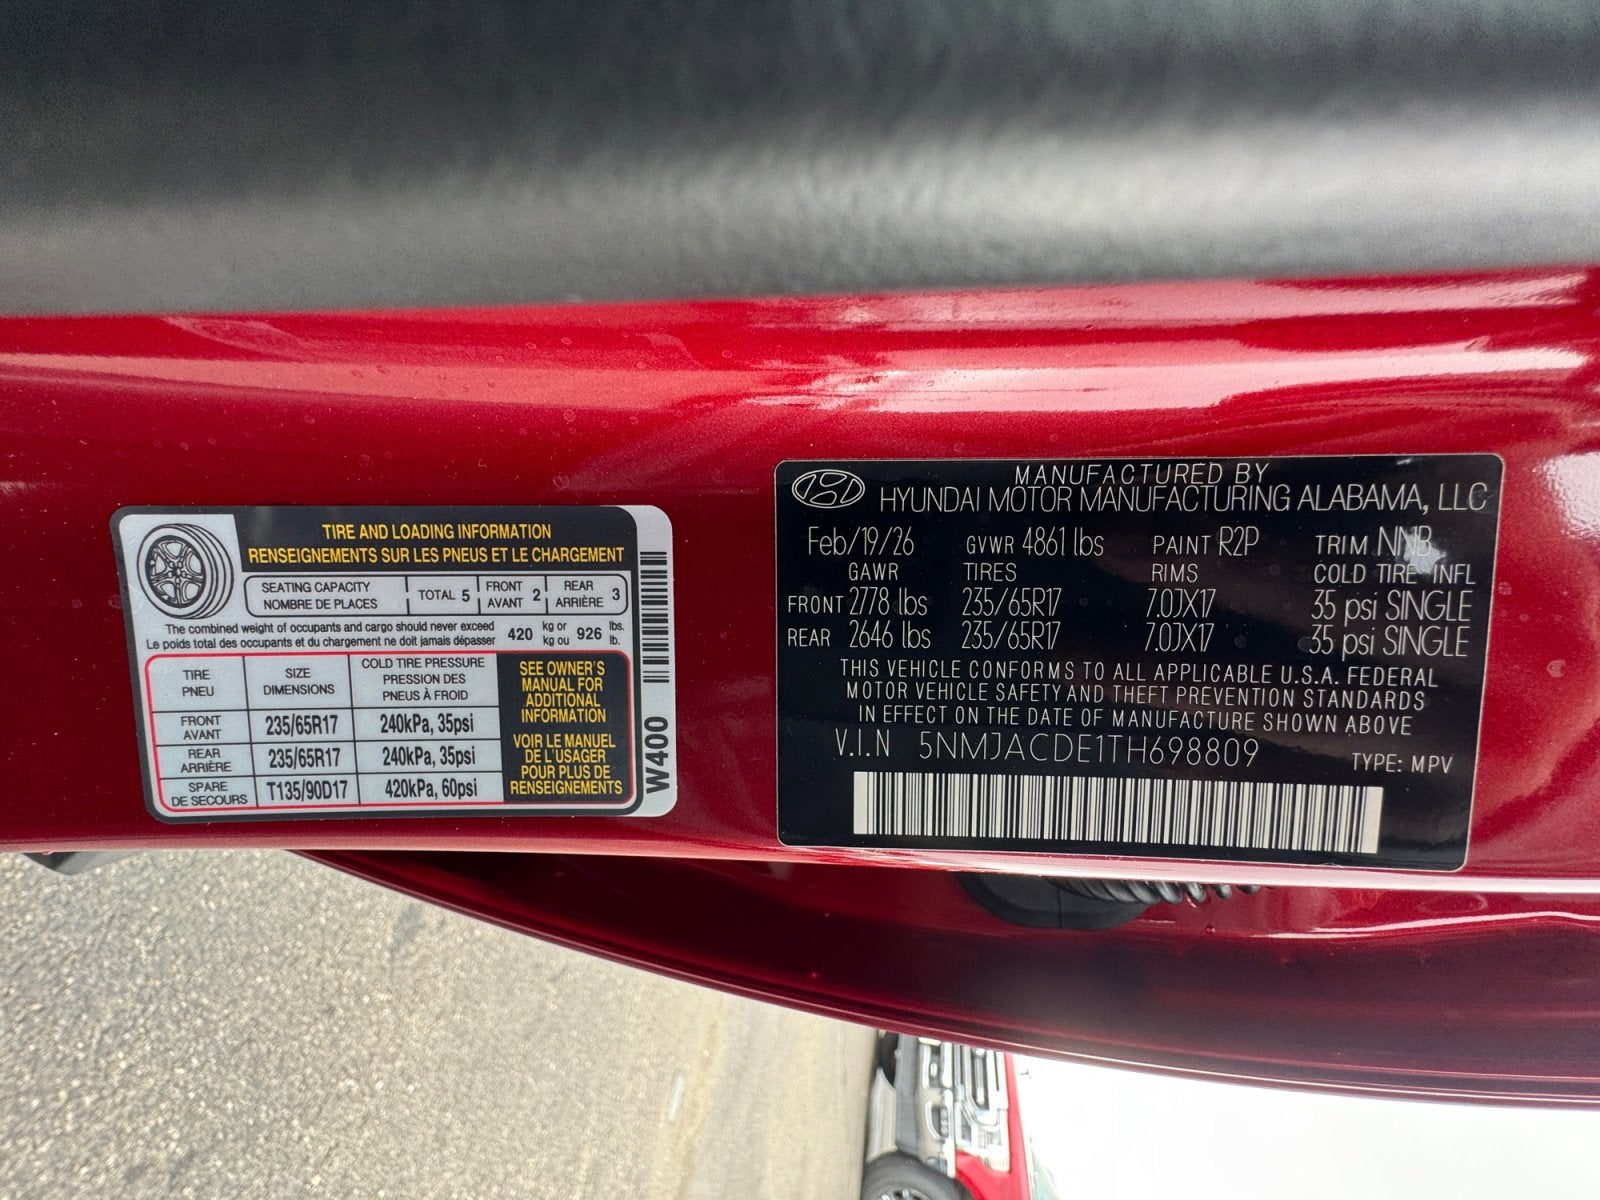 TIRE AND LOADING INFORMATION
RENSEIGNEMENTS SUR LES PNEUS ET LE CHARGEMENT
SEATING CAPACITY
NOMBRE DE PLACES
TOTAL 5
FRONT
AVANT 2
REAR
ARRIÈRE 3
The combined weight of occupants and cargo should never exceed
Le poids total des occupants et du chargement ne doit jamais dépasser
420 kg or
kg ou 926 lbs.
lb.
TIRE
PNEU
SIZE
DIMENSIONS
COLD TIRE PRESSURE
PRESSION DES
PNEUS À FROID
FRONT
AVANT
235/65R17
240kPa, 35psi
REAR
ARRIÈRE
235/65R17
240kPa, 35psi
SPARE
DE SECOURS
T135/90D17
420kPa, 60psi
SEE OWNER'S
MANUAL FOR
ADDITIONAL
INFORMATION
VOIR LE MANUEL
DE L'USAGER
POUR PLUS DE
RENSEIGNEMENTS
W400
MANUFACTURED BY
HYUNDAI MOTOR MANUFACTURING ALABAMA, LLC
Feb/19/26 GVWR 4861 lbs PAINT R2P TRIM NNB
GAWR TIRES RIMS COLD TIRE INFL
FRONT 2778 lbs 235/65R17 7.0JX17 35 psi SINGLE
REAR 2646 lbs 235/65R17 7.0JX17 35 psi SINGLE
THIS VEHICLE CONFORMS TO ALL APPLICABLE U.S.A. FEDERAL
MOTOR VEHICLE SAFETY AND THEFT PREVENTION STANDARDS
IN EFFECT ON THE DATE OF MANUFACTURE SHOWN ABOVE
V.I.N 5NMJACDE1TH698809 TYPE: MPV